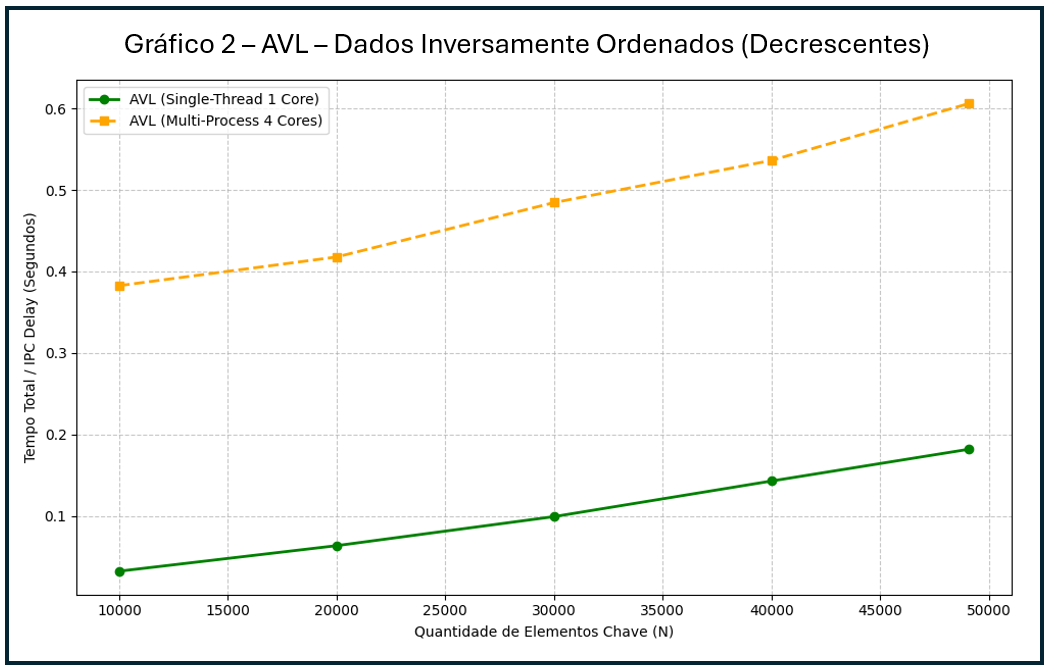 Gráfico 2 – AVL – Dados Inversamente Ordenados (Decrescentes)
AVL (Single-Thread 1 Core)
AVL (Multi-Process 4 Cores)
Tempo Total / IPC Delay (Segundos)
0.6
0.5
0.4
0.3
0.2
0.1
10000 15000 20000 25000 30000 35000 40000 45000 50000
Quantidade de Elementos Chave (N)